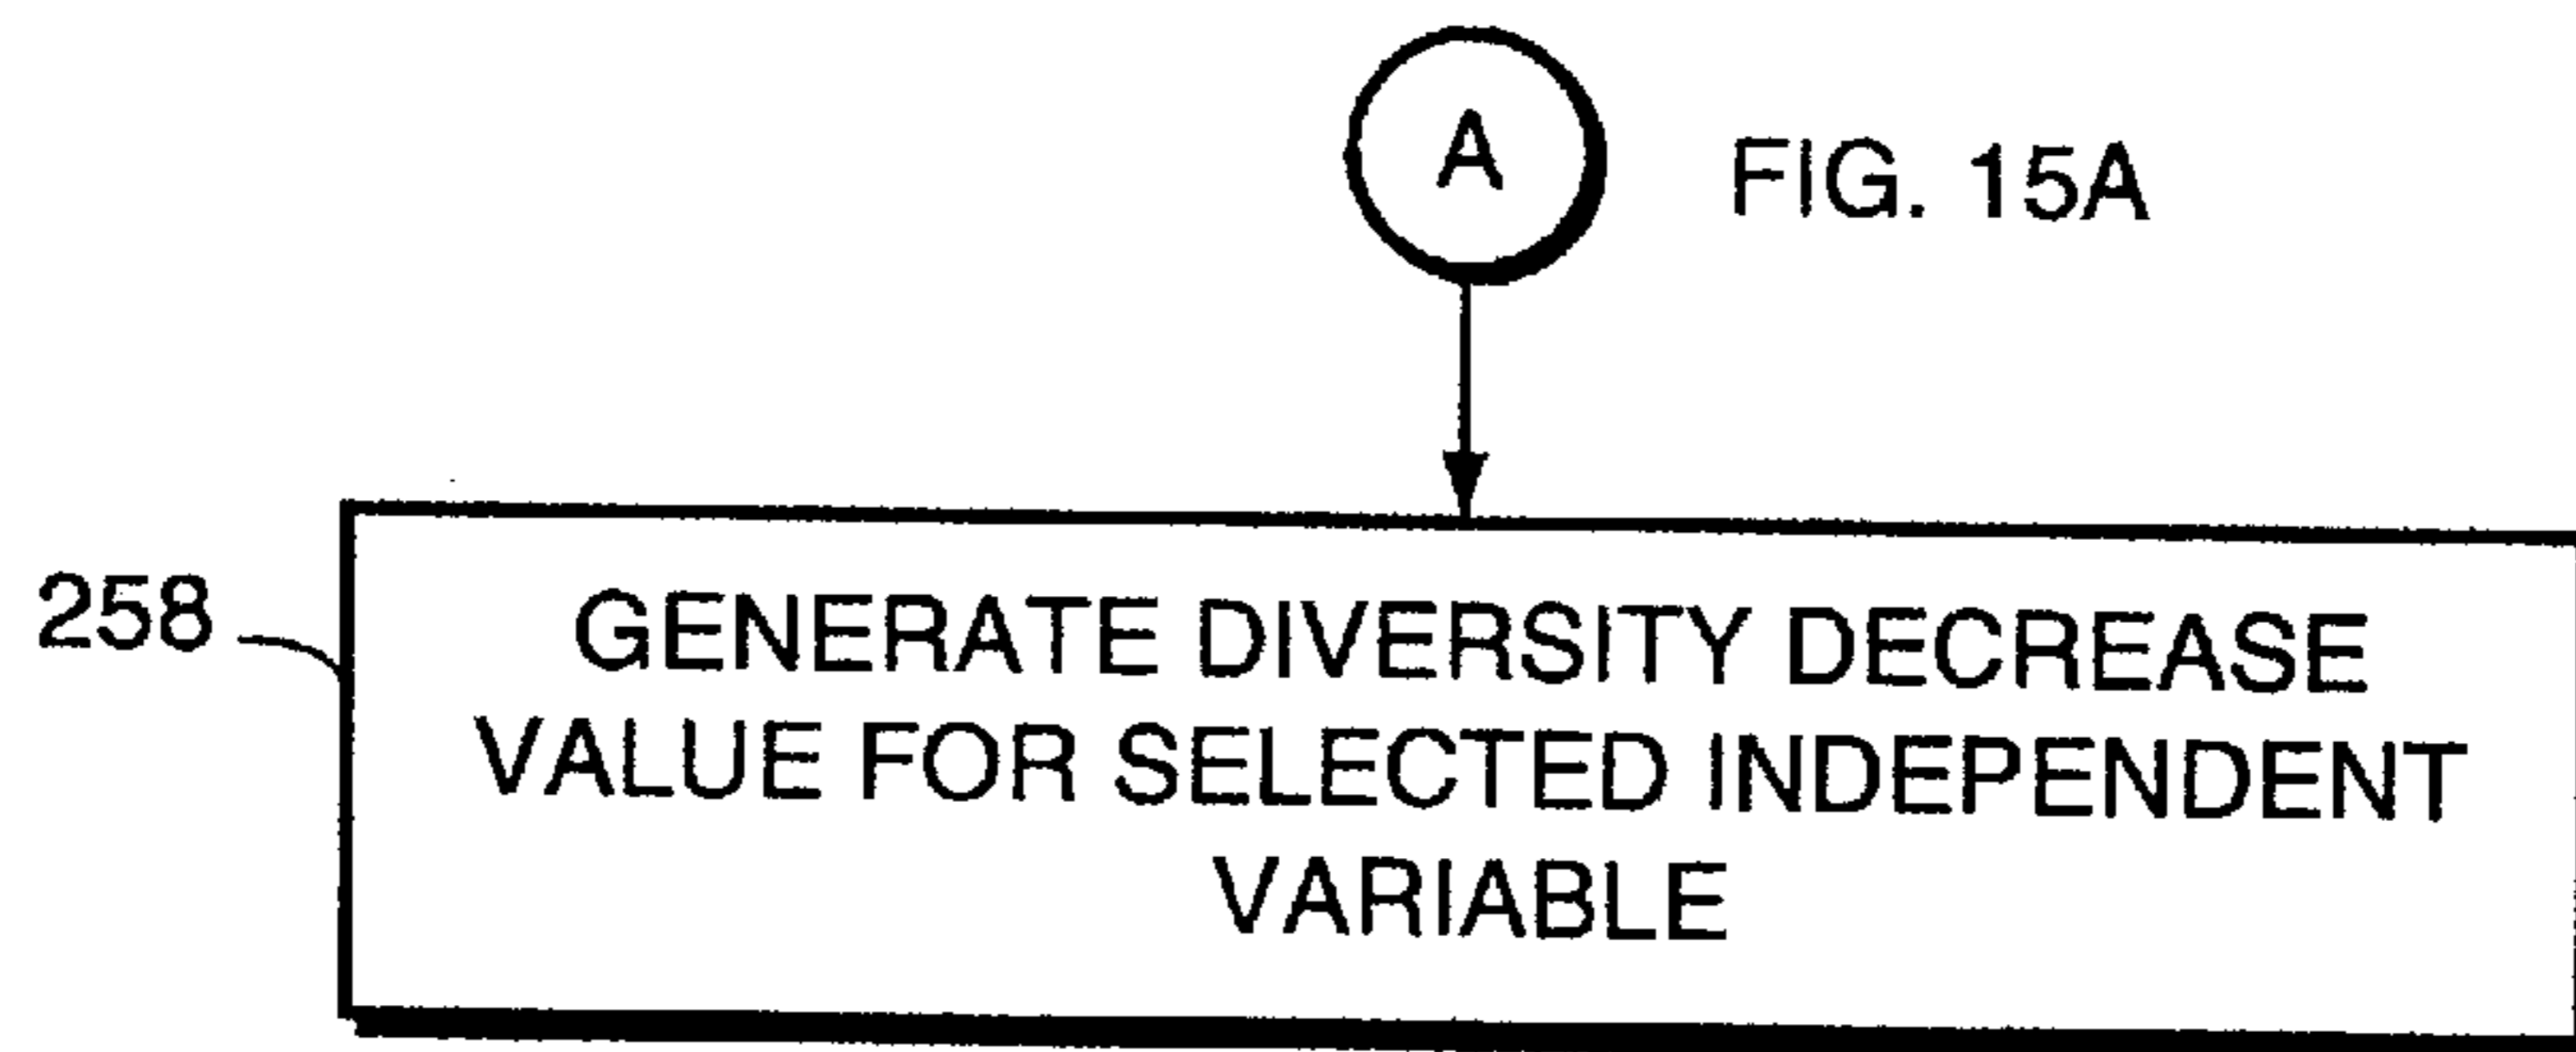 A
FIG. 15A
258
GENERATE DIVERSITY DECREASE
VALUE FOR SELECTED INDEPENDENT
VARIABLE